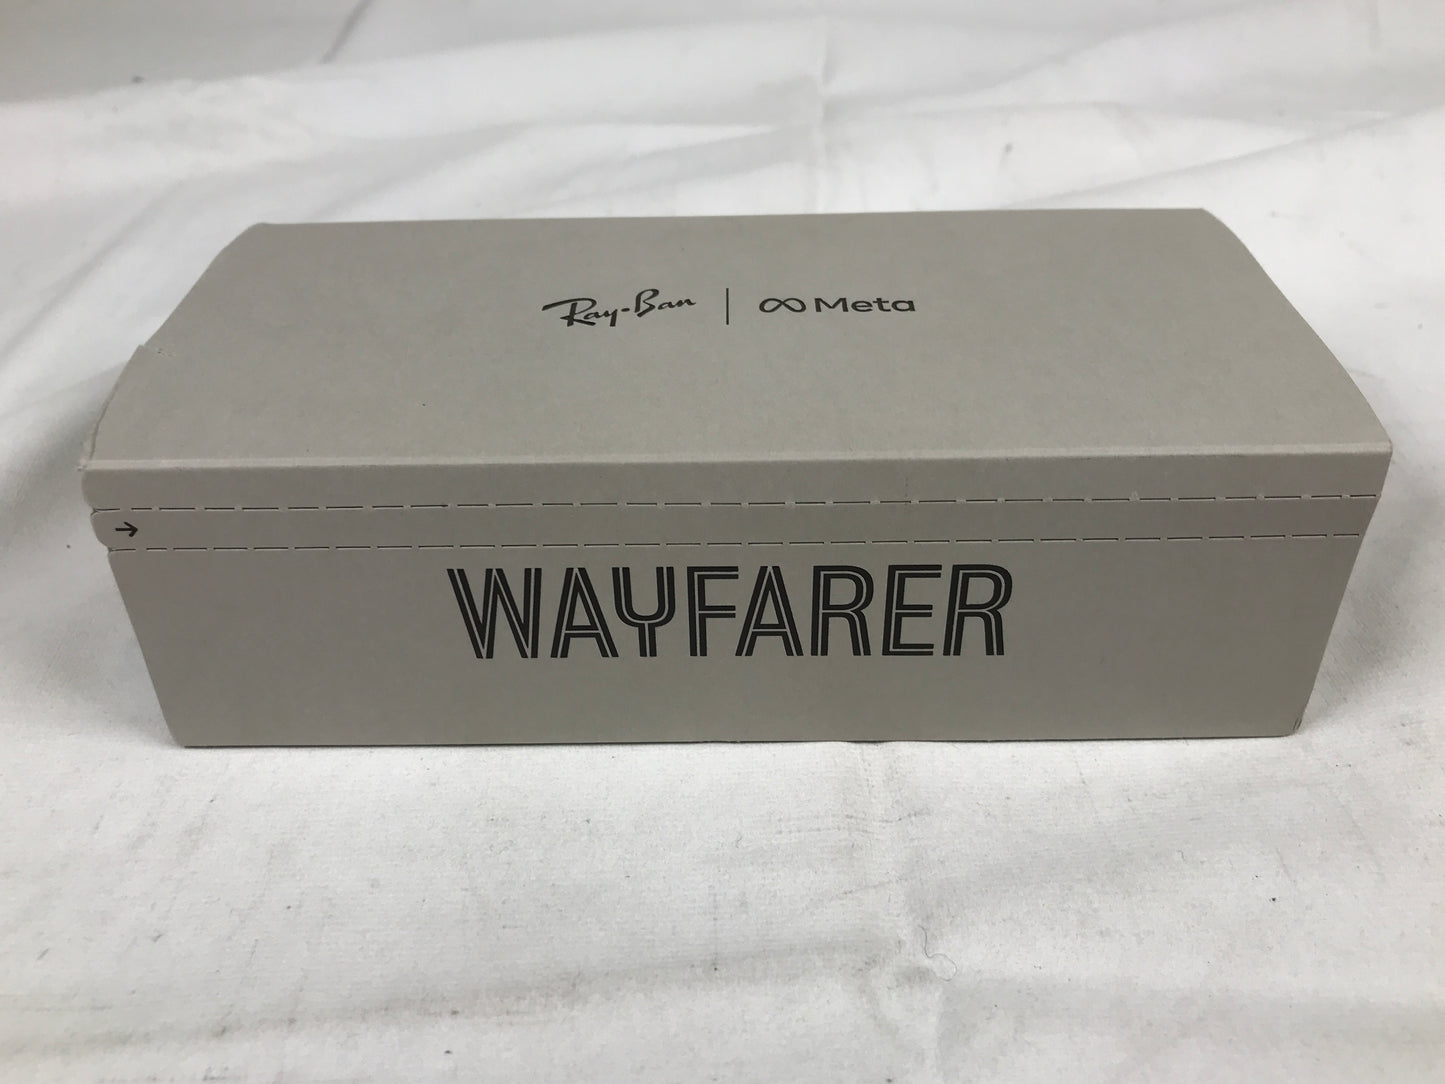 Ray-Ban | Meta
→
WAYFARER